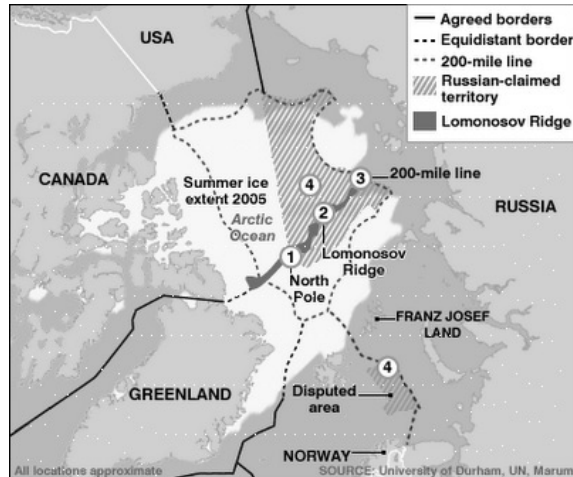 Agreed borders
Equidistant border
200-mile line
Russian-claimed
territory
Lomonosov Ridge
USA
CANADA
Summer ice
extent 2005
Arctic
Ocean
4
3
200-mile line
2
RUSSIA
Lomonosov
Ridge
1
North
Pole
FRANZ JOSEF
LAND
4
GREENLAND
Disputed
area
NORWAY
All locations approximate
SOURCE: University of Durham, UN, Marum